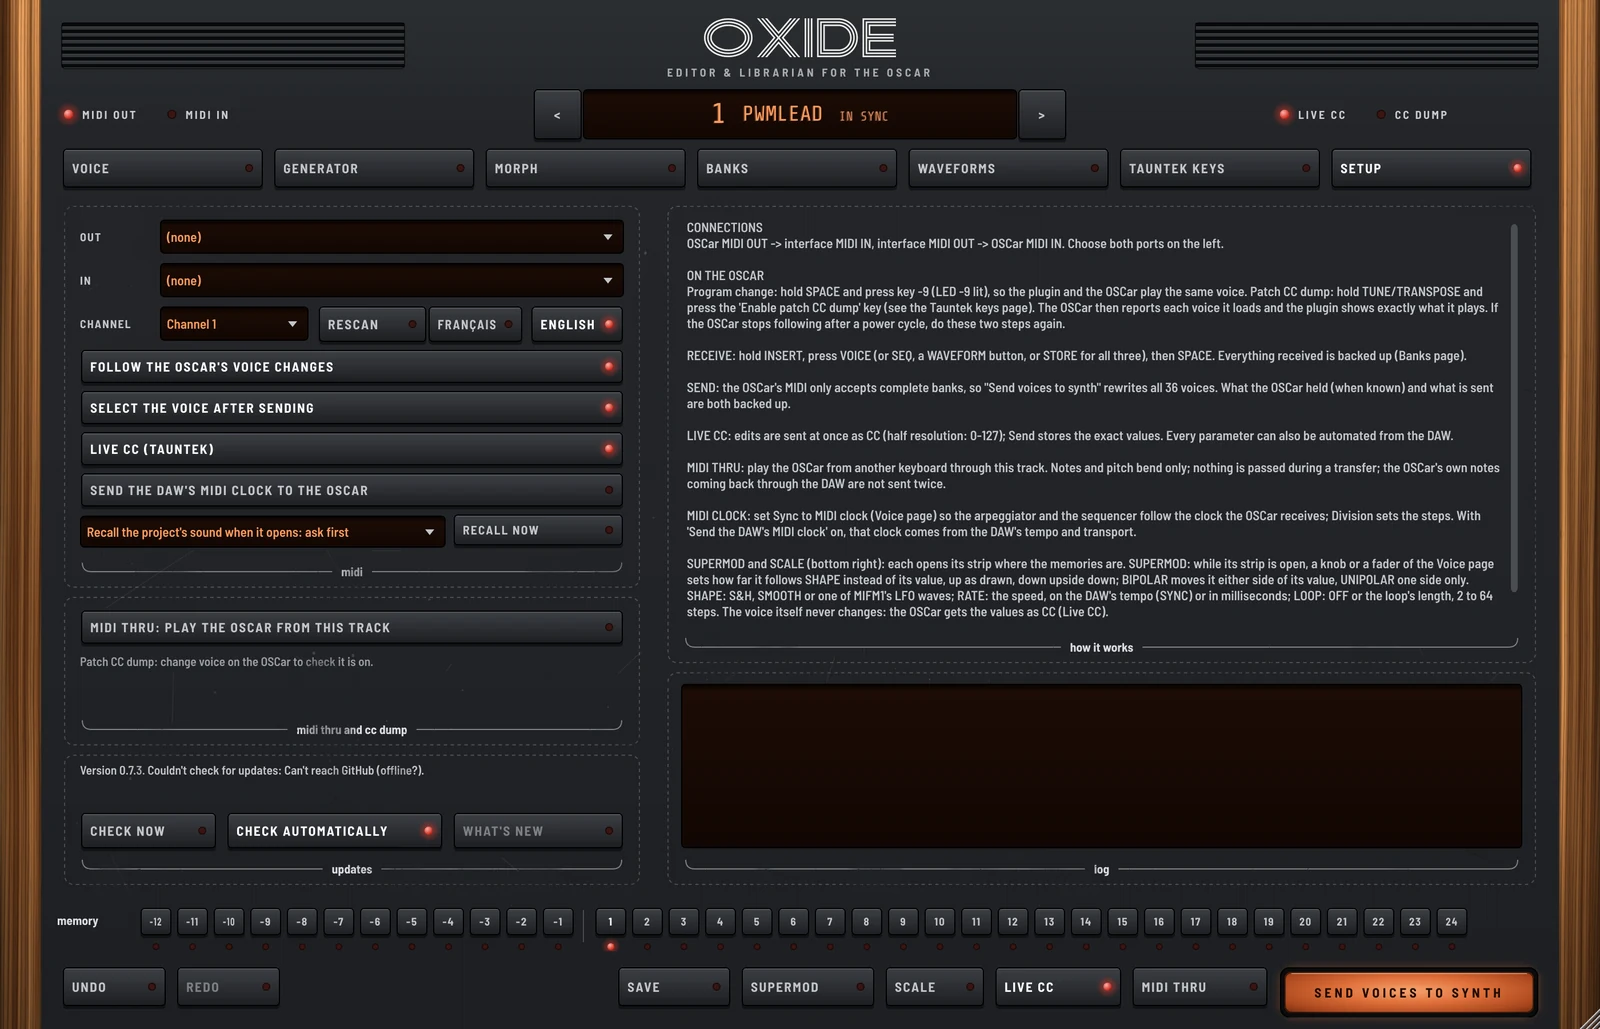 OXIDE
EDITOR & LIBRARIAN FOR THE OSCAR
MIDI OUT
MIDI IN
<
1 PWMLEAD IN SYNC
>
LIVE CC
CC DUMP
VOICE
GENERATOR
MORPH
BANKS
WAVEFORMS
TAUNTEK KEYS
SETUP
OUT
(none)
IN
(none)
CHANNEL
Channel 1
RESCAN
FRANÇAIS
ENGLISH
FOLLOW THE OSCAR'S VOICE CHANGES
SELECT THE VOICE AFTER SENDING
LIVE CC (TAUNTEK)
SEND THE DAW'S MIDI CLOCK TO THE OSCAR
Recall the project's sound when it opens: ask first
RECALL NOW
midi
MIDI THRU: PLAY THE OSCAR FROM THIS TRACK
Patch CC dump: change voice on the OSCar to check it is on.
midi thru and cc dump
Version 0.7.3. Couldn't check for updates: Can't reach GitHub (offline?).
CHECK NOW
CHECK AUTOMATICALLY
WHAT'S NEW
updates
CONNECTIONS
OSCar MIDI OUT -> interface MIDI IN, interface MIDI OUT -> OSCar MIDI IN. Choose both ports on the left.
ON THE OSCAR
Program change: hold SPACE and press key -9 (LED -9 lit), so the plugin and the OSCar play the same voice. Patch CC dump: hold TUNE/TRANSPOSE and
press the 'Enable patch CC dump' key (see the Tauntek keys page). The OSCar then reports each voice it loads and the plugin shows exactly what it plays. If
the OSCar stops following after a power cycle, do these two steps again.
RECEIVE: hold INSERT, press VOICE (or SEQ, a WAVEFORM button, or STORE for all three), then SPACE. Everything received is backed up (Banks page).
SEND: the OSCar's MIDI only accepts complete banks, so "Send voices to synth" rewrites all 36 voices. What the OSCar held (when known) and what is sent
are both backed up.
LIVE CC: edits are sent at once as CC (half resolution: 0-127); Send stores the exact values. Every parameter can also be automated from the DAW.
MIDI THRU: play the OSCar from another keyboard through this track. Notes and pitch bend only; nothing is passed during a transfer; the OSCar's own notes
coming back through the DAW are not sent twice.
MIDI CLOCK: set Sync to MIDI clock (Voice page) so the arpeggiator and the sequencer follow the clock the OSCar receives; Division sets the steps. With
'Send the DAW's MIDI clock' on, that clock comes from the DAW's tempo and transport.
SUPERMOD and SCALE (bottom right): each opens its strip where the memories are. SUPERMOD: while its strip is open, a knob or a fader of the Voice page
sets how far it follows SHAPE instead of its value, up as drawn, down upside down; BIPOLAR moves it either side of its value, UNIPOLAR one side only.
SHAPE: S&H, SMOOTH or one of MIFM1's LFO waves; RATE: the speed, on the DAW's tempo (SYNC) or in milliseconds; LOOP: OFF or the loop's length, 2 to 64
steps. The voice itself never changes: the OSCar gets the values as CC (Live CC).
how it works
log
memory
-12 -11 -10 -9 -8 -7 -6 -5 -4 -3 -2 -1 1 2 3 4 5 6 7 8 9 10 11 12 13 14 15 16 17 18 19 20 21 22 23 24
UNDO
REDO
SAVE
SUPERMOD
SCALE
LIVE CC
MIDI THRU
SEND VOICES TO SYNTH